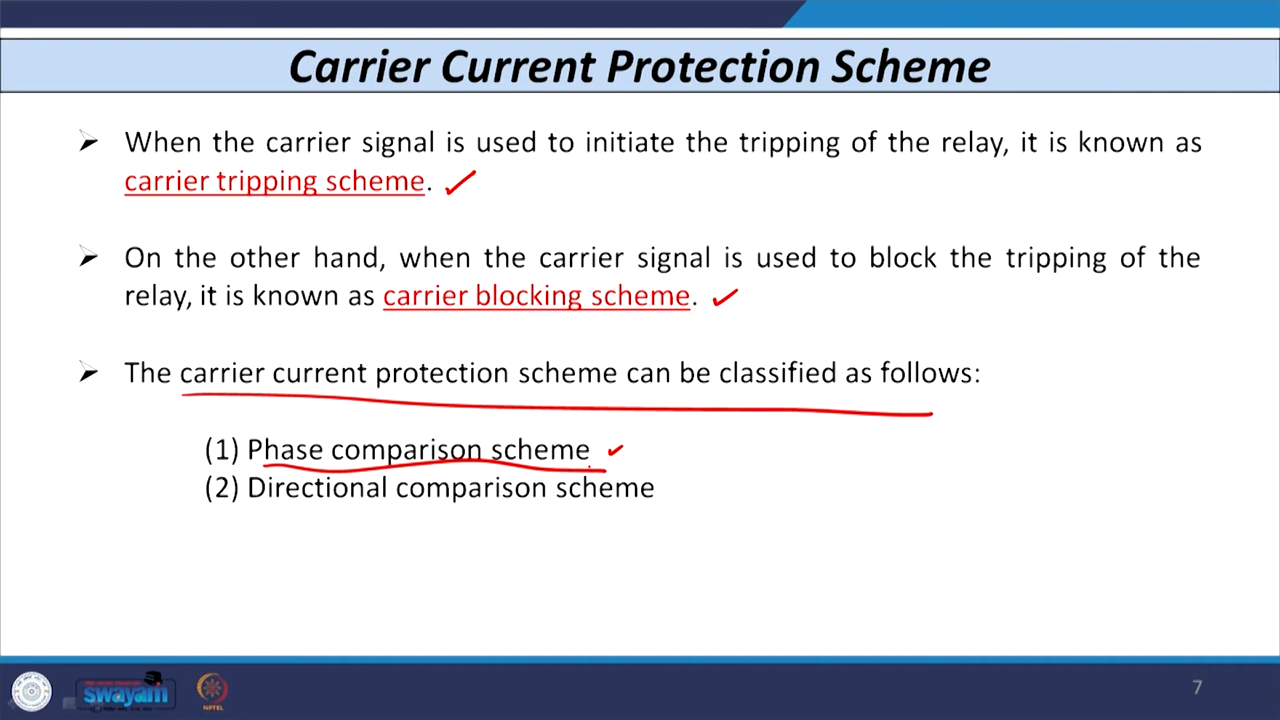 Carrier Current Protection Scheme
When the carrier signal is used to initiate the tripping of the relay, it is known as
carrier tripping scheme.
On the other hand, when the carrier signal is used to block the tripping of the
relay, it is known as carrier blocking scheme.
The carrier current protection scheme can be classified as follows:
(1) Phase comparison scheme
(2) Directional comparison scheme
swayam
NPTEL
7